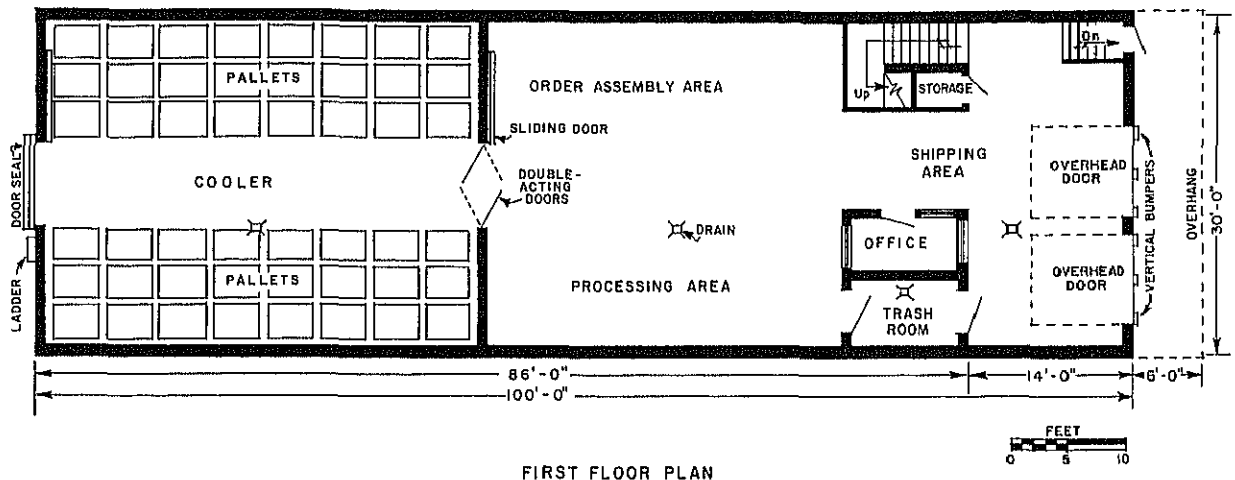 PALLETS
ORDER ASSEMBLY AREA
SLIDING DOOR
DOOR SEAL
COOLER
DOUBLE-
ACTING
DOORS
Up
STORAGE
Dn
SHIPPING
AREA
OVERHEAD
DOOR
VERTICAL BUMPERS
OVERHANG
30'-0"
DRAIN
OFFICE
LADDER
PALLETS
PROCESSING AREA
TRASH
ROOM
OVERHEAD
DOOR
86'-0"
14'-0"
6'-0"
100'-0"
FEET
0 5 10
FIRST FLOOR PLAN